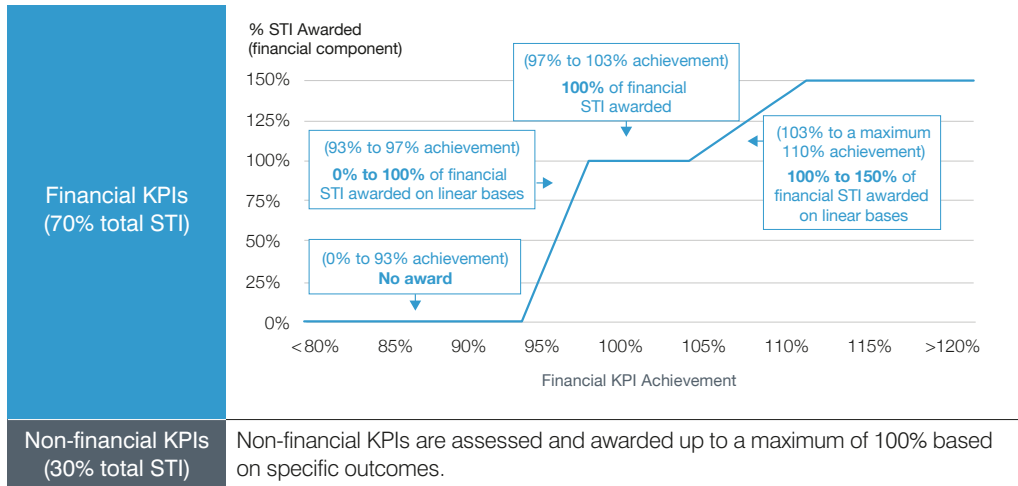 Financial KPIs
(70% total STI)
% STI Awarded
(financial component)
150%
125%
100%
75%
50%
25%
0%
(97% to 103% achievement)
100% of financial
STI awarded
(93% to 97% achievement)
0% to 100% of financial
STI awarded on linear bases
(103% to a maximum
110% achievement)
100% to 150% of
financial STI awarded
on linear bases
(0% to 93% achievement)
No award
<80%
85%
90%
95%
100%
105%
110%
115%
>120%
Financial KPI Achievement
Non-financial KPIs
(30% total STI)
Non-financial KPIs are assessed and awarded up to a maximum of 100% based
on specific outcomes.